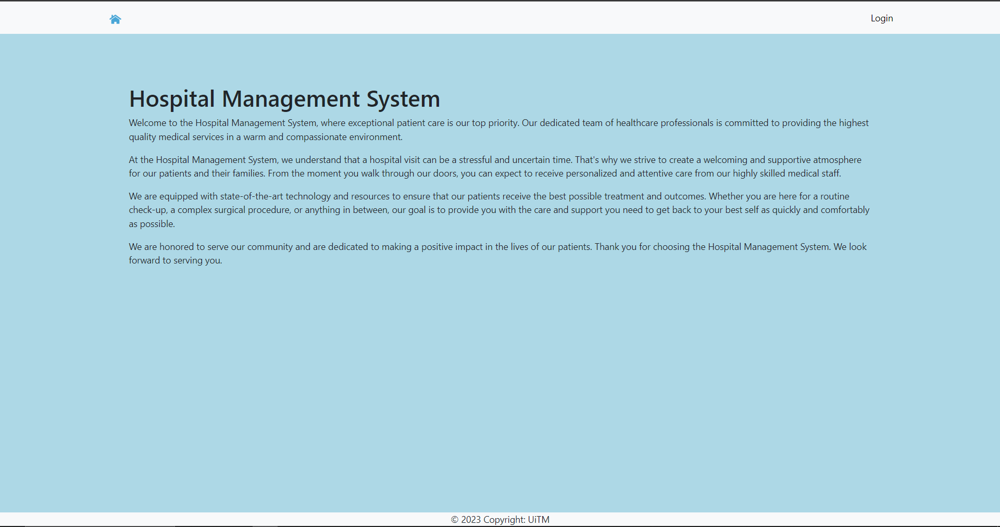 Login
Hospital Management System
Welcome to the Hospital Management System, where exceptional patient care is our top priority. Our dedicated team of healthcare professionals is committed to providing the highest
quality medical services in a warm and compassionate environment.
At the Hospital Management System, we understand that a hospital visit can be a stressful and uncertain time. That's why we strive to create a welcoming and supportive atmosphere
for our patients and their families. From the moment you walk through our doors, you can expect to receive personalized and attentive care from our highly skilled medical staff.
We are equipped with state-of-the-art technology and resources to ensure that our patients receive the best possible treatment and outcomes. Whether you are here for a routine
check-up, a complex surgical procedure, or anything in between, our goal is to provide you with the care and support you need to get back to your best self as quickly and comfortably
as possible.
We are honored to serve our community and are dedicated to making a positive impact in the lives of our patients. Thank you for choosing the Hospital Management System. We look
forward to serving you.
© 2023 Copyright: UiTM